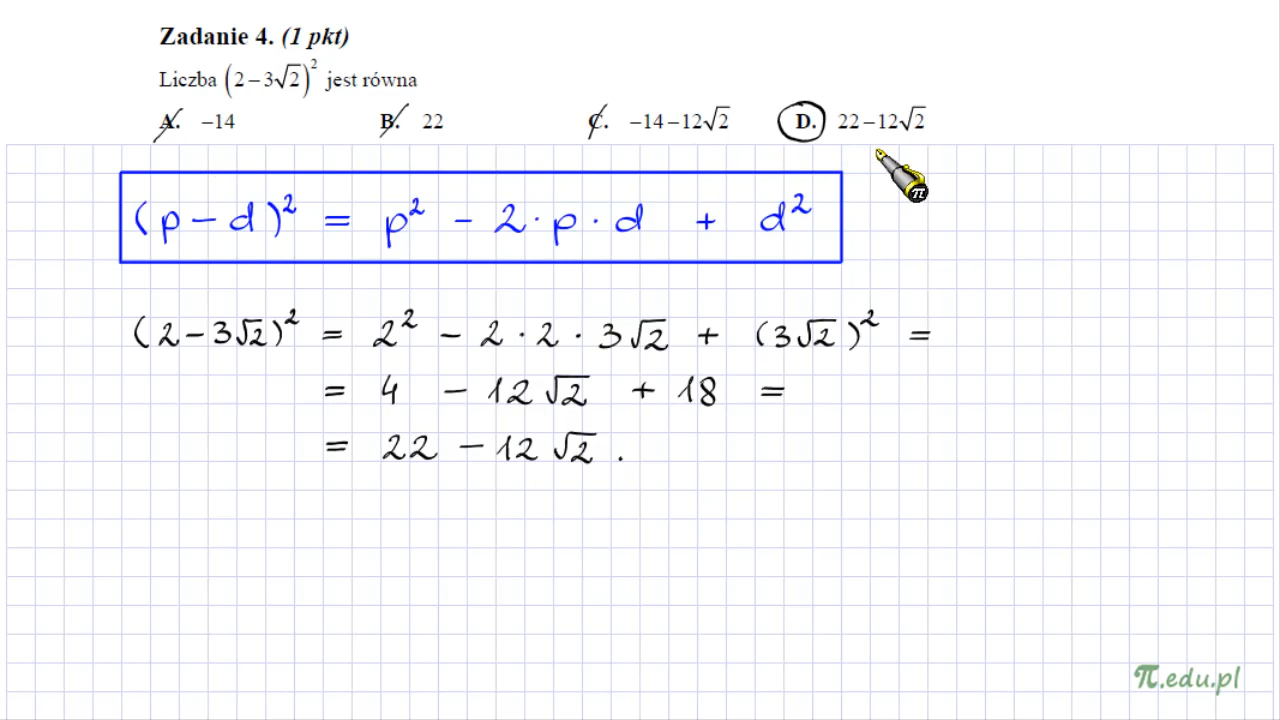 Zadanie 4. (1 pkt)
Liczba (2 − 3√2)² jest równa
A. −14 B. 22 C. −14 − 12√2 D. 22 − 12√2
(p − d)² = p² − 2 · p · d + d²
(2 − 3√2)² = 2² − 2 · 2 · 3√2 + (3√2)² =
= 4 − 12√2 + 18 =
= 22 − 12√2 .
π
π.edu.pl